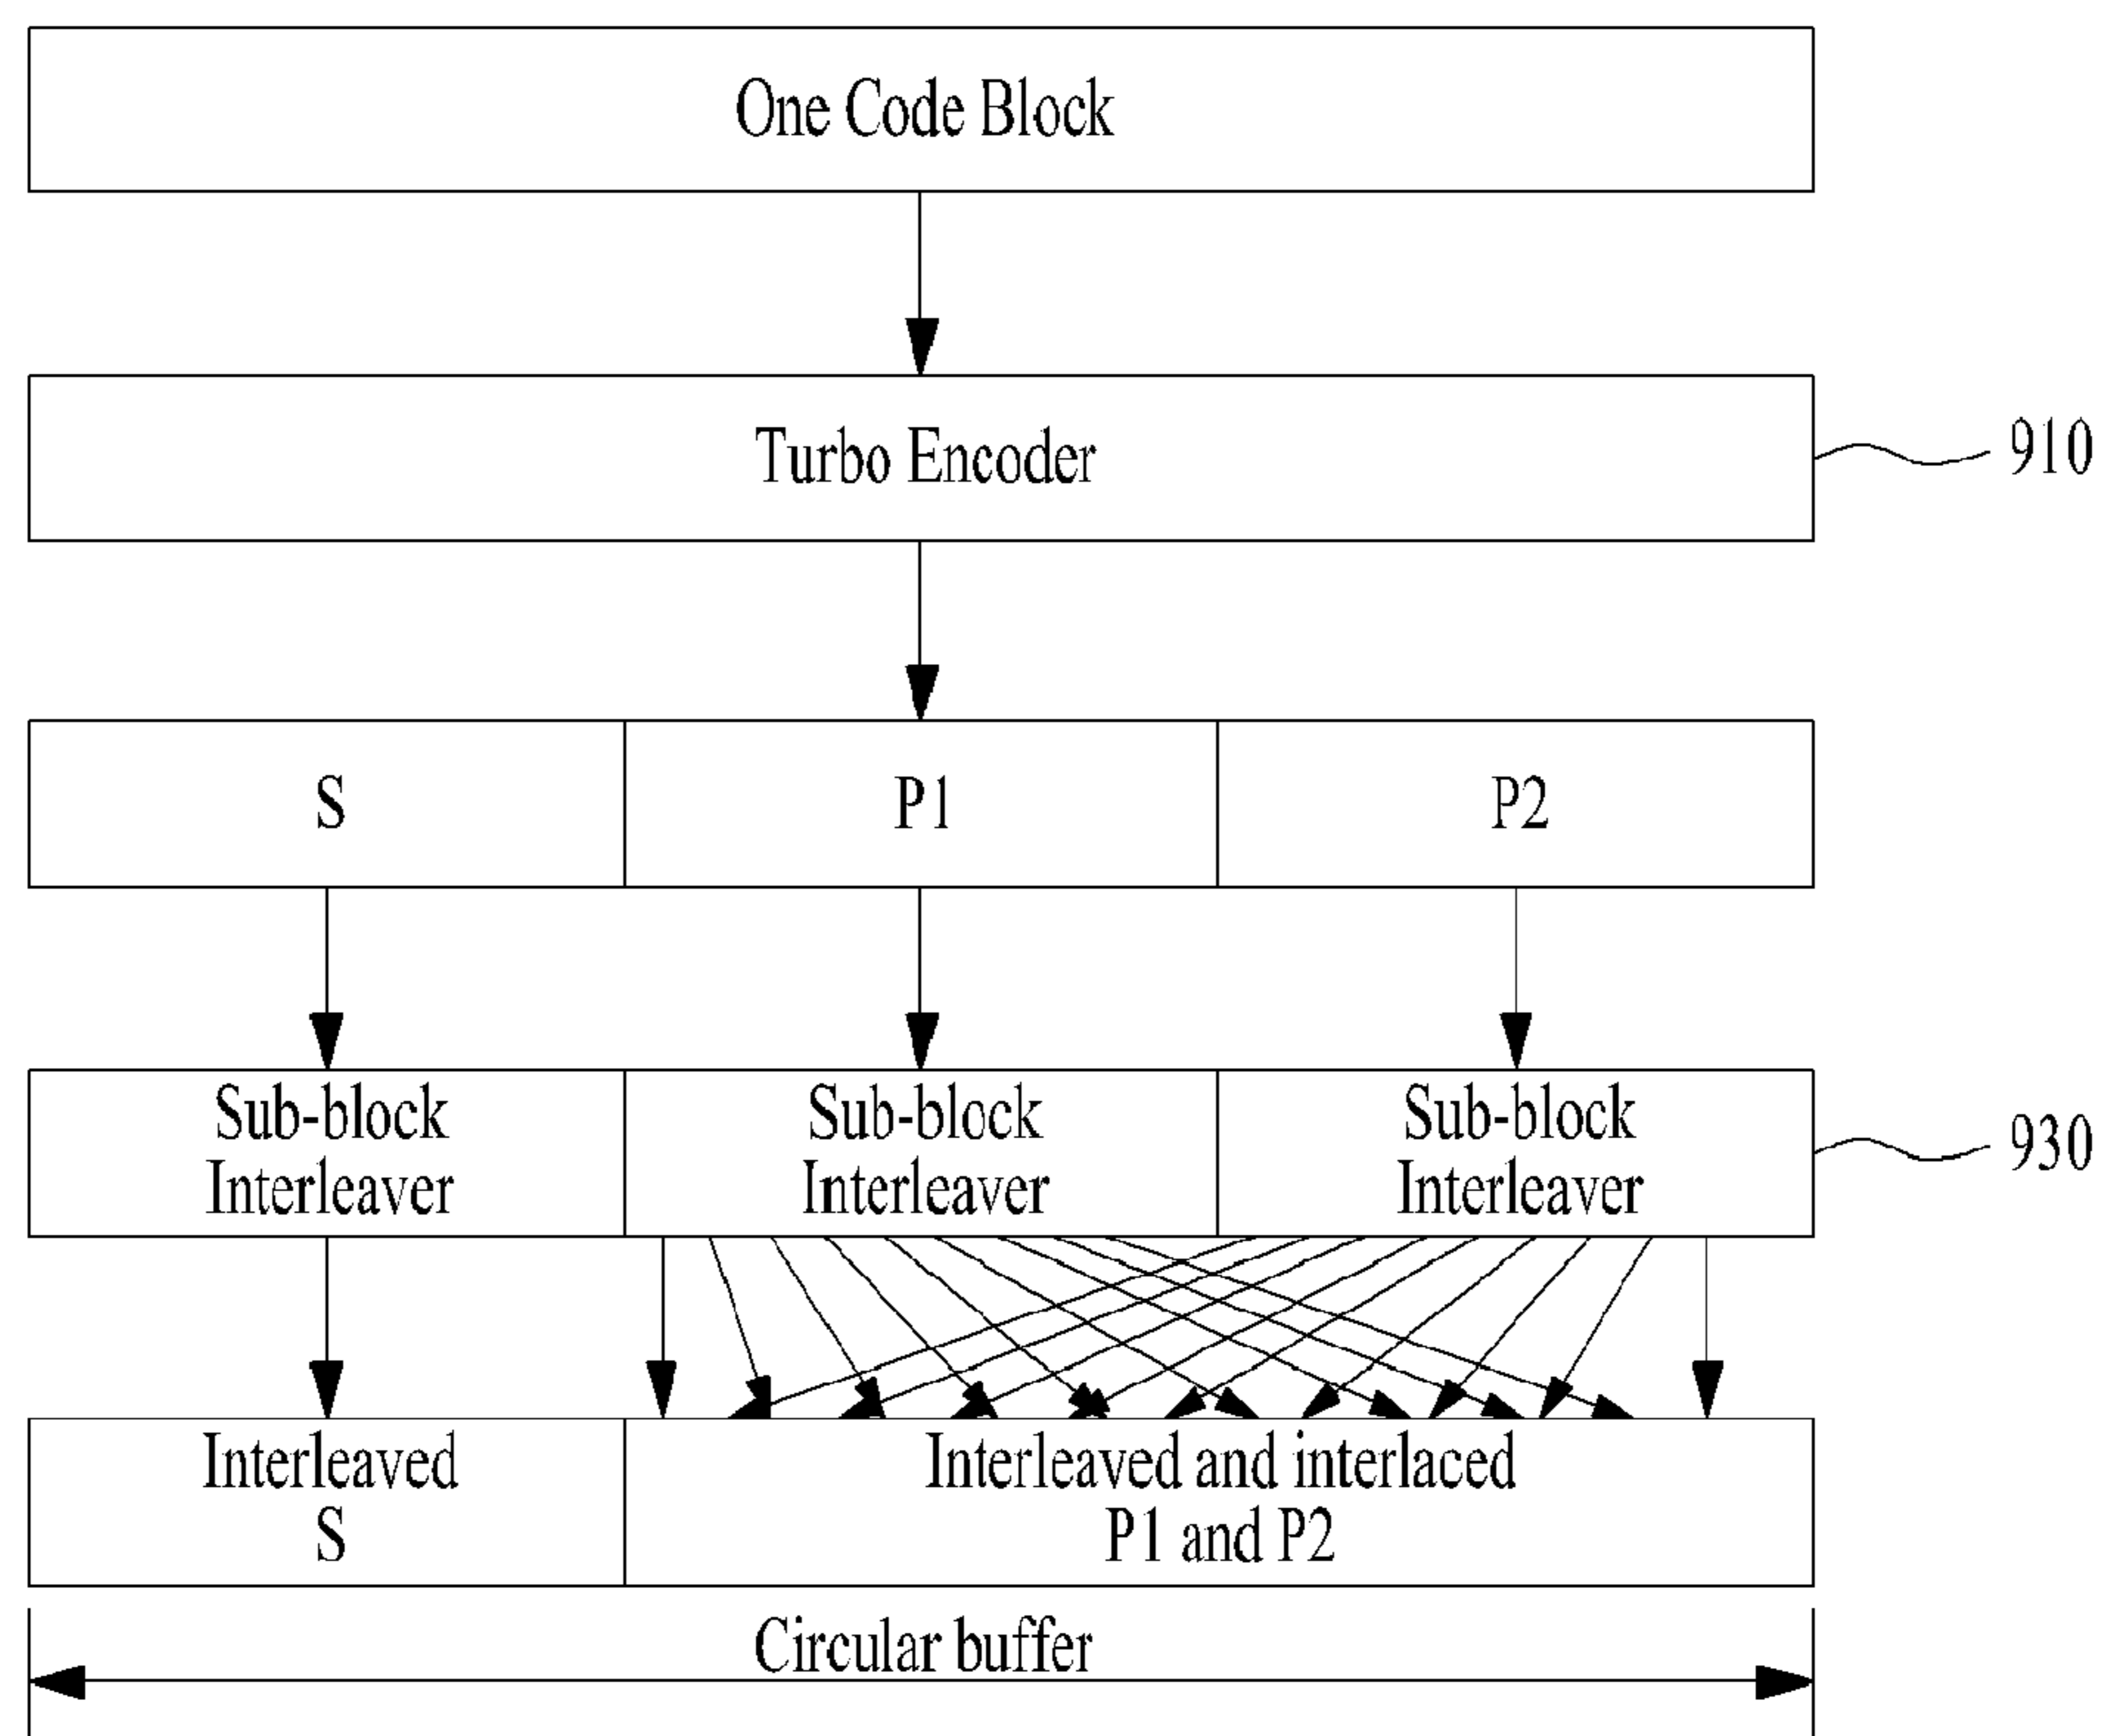 One Code Block
Turbo Encoder
910
S
P1
P2
Sub-block
Interleaver
Sub-block
Interleaver
Sub-block
Interleaver
930
Interleaved
S
Interleaved and interlaced
P1 and P2
Circular buffer